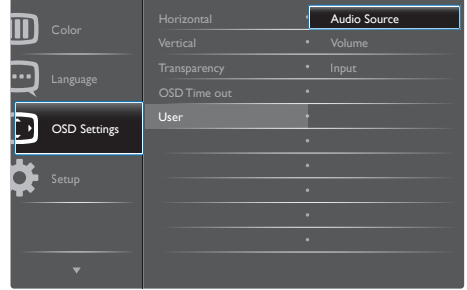 Color
Language
OSD Settings
Setup
Horizontal
Vertical
Transparency
OSD Time out
User
Audio Source
Volume
Input